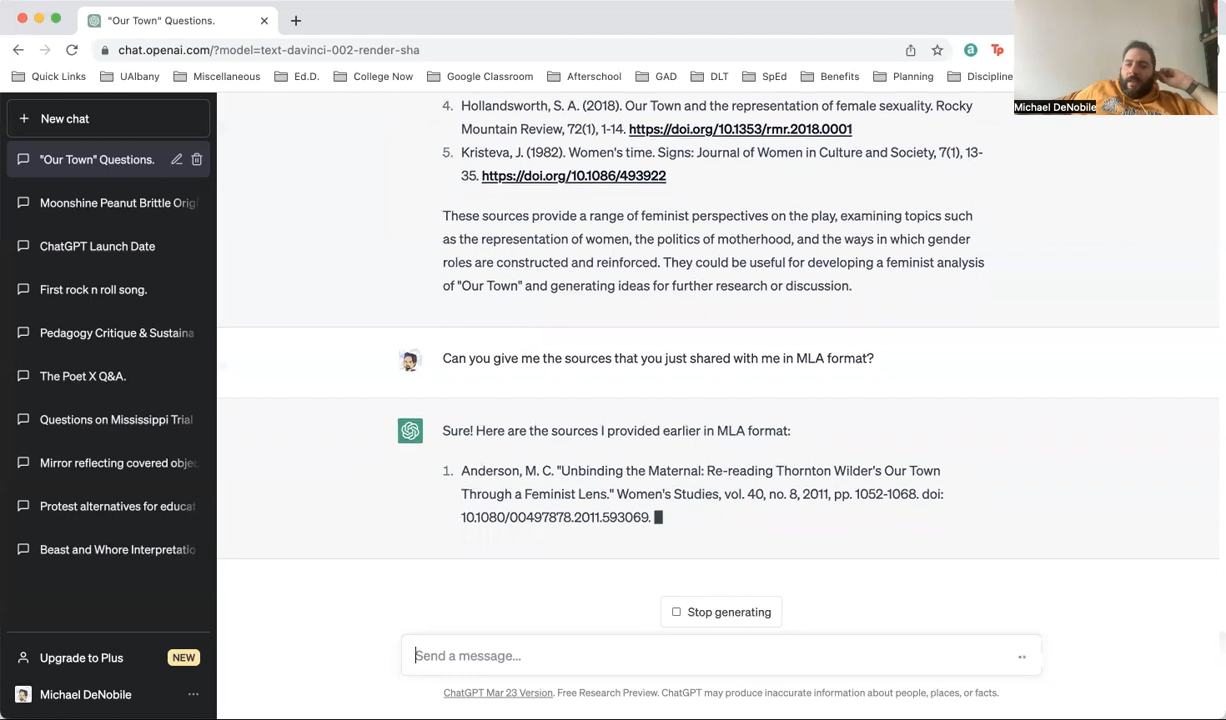 "Our Town" Questions.
chat.openai.com/?model=text-davinci-002-render-sha
a
Tp
Quick Links
UAlbany
Miscellaneous
Ed.D.
College Now
Google Classroom
Afterschool
GAD
DLT
SpEd
Benefits
Planning
Discipline
Michael DeNobile
New chat
"Our Town" Questions.
Moonshine Peanut Brittle Orig
ChatGPT Launch Date
First rock n roll song.
Pedagogy Critique & Sustaina
The Poet X Q&A.
Questions on Mississippi Trial
Mirror reflecting covered obje
Protest alternatives for educat
Beast and Whore Interpretatio
Upgrade to Plus
NEW
Michael DeNobile
4. Hollandsworth, S. A. (2018). Our Town and the representation of female sexuality. Rocky
Mountain Review, 72(1), 1-14. https://doi.org/10.1353/rmr.2018.0001
5. Kristeva, J. (1982). Women's time. Signs: Journal of Women in Culture and Society, 7(1), 13-
35. https://doi.org/10.1086/493922
These sources provide a range of feminist perspectives on the play, examining topics such
as the representation of women, the politics of motherhood, and the ways in which gender
roles are constructed and reinforced. They could be useful for developing a feminist analysis
of "Our Town" and generating ideas for further research or discussion.
Can you give me the sources that you just shared with me in MLA format?
Sure! Here are the sources I provided earlier in MLA format:
1. Anderson, M. C. "Unbinding the Maternal: Re-reading Thornton Wilder's Our Town
Through a Feminist Lens." Women's Studies, vol. 40, no. 8, 2011, pp. 1052-1068. doi:
10.1080/00497878.2011.593069.
Stop generating
Send a message...
ChatGPT Mar 23 Version. Free Research Preview. ChatGPT may produce inaccurate information about people, places, or facts.